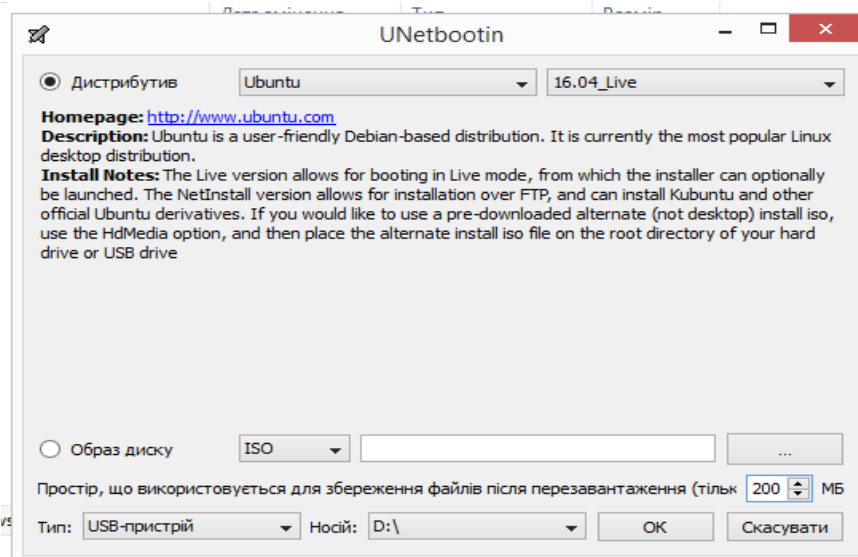 UNetbootin
Дистрибутив Ubuntu 16.04_Live
Homepage: http://www.ubuntu.com
Description: Ubuntu is a user-friendly Debian-based distribution. It is currently the most popular Linux
desktop distribution.
Install Notes: The Live version allows for booting in Live mode, from which the installer can optionally
be launched. The NetInstall version allows for installation over FTP, and can install Kubuntu and other
official Ubuntu derivatives. If you would like to use a pre-downloaded alternate (not desktop) install iso,
use the HdMedia option, and then place the alternate install iso file on the root directory of your hard
drive or USB drive
Образ диску ISO ...
Простір, що використовується для збереження файлів після перезавантаження (тільк 200 МБ
Тип: USB-пристрій Носій: D:\ OK Скасувати